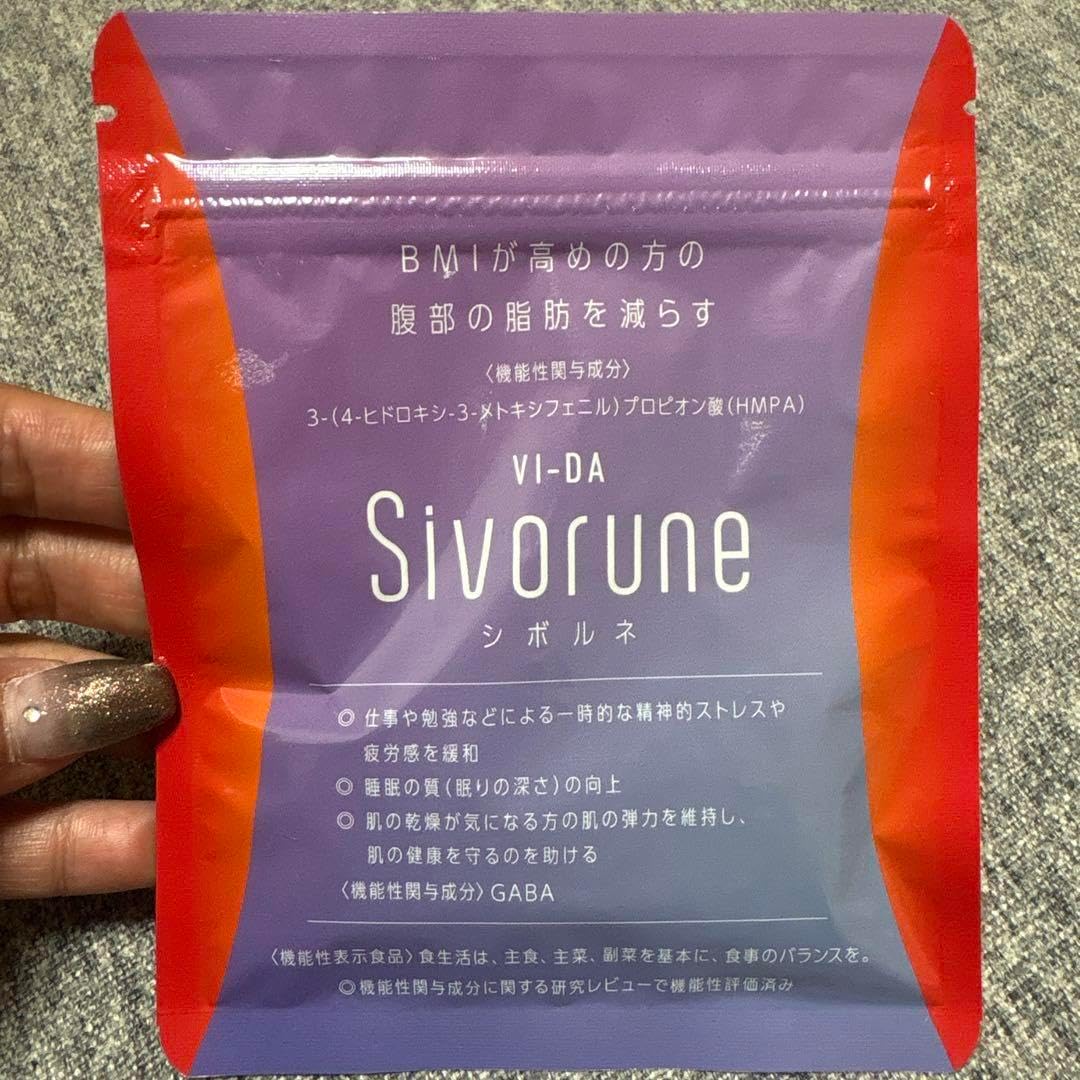 BMIが高めの方の
腹部の脂肪を減らす
〈機能性関与成分〉
3-(4-ヒドロキシ-3-メトキシフェニル)プロピオン酸(HMPA)
VI-DA
Sivorune
シボルネ
◎ 仕事や勉強などによる一時的な精神的ストレスや
疲労感を緩和
◎ 睡眠の質(眠りの深さ)の向上
◎ 肌の乾燥が気になる方の肌の弾力を維持し、
肌の健康を守るのを助ける
〈機能性関与成分〉GABA
〈機能性表示食品〉食生活は、主食、主菜、副菜を基本に、食事のバランスを。
◎機能性関与成分に関する研究レビューで機能性評価済み